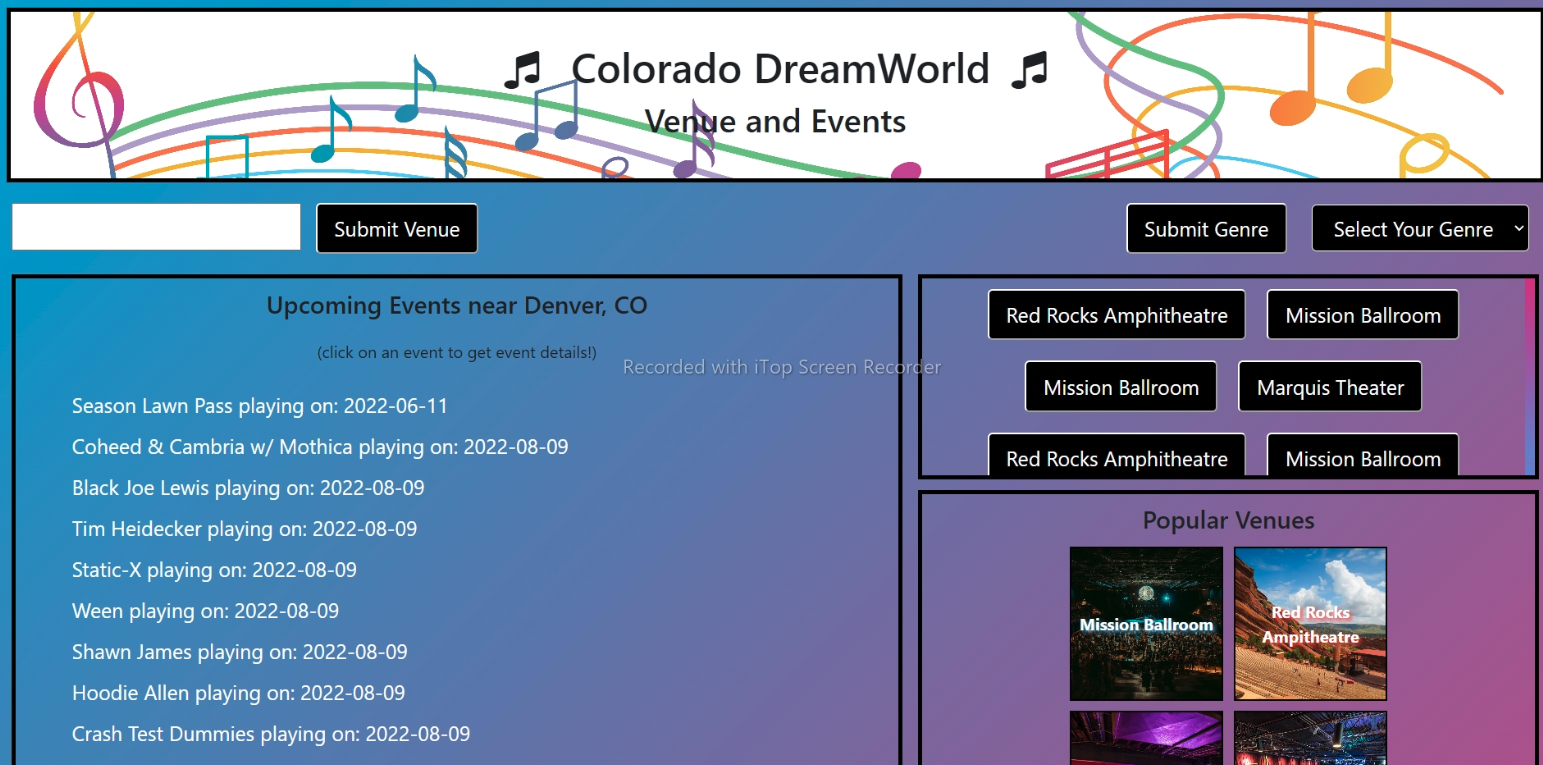 ♫ Colorado DreamWorld ♫
Venue and Events
Submit Venue
Submit Genre
Select Your Genre
Upcoming Events near Denver, CO
(click on an event to get event details!)
Recorded with iTop Screen Recorder
Season Lawn Pass playing on: 2022-06-11
Coheed & Cambria w/ Mothica playing on: 2022-08-09
Black Joe Lewis playing on: 2022-08-09
Tim Heidecker playing on: 2022-08-09
Static-X playing on: 2022-08-09
Ween playing on: 2022-08-09
Shawn James playing on: 2022-08-09
Hoodie Allen playing on: 2022-08-09
Crash Test Dummies playing on: 2022-08-09
Red Rocks Amphitheatre
Mission Ballroom
Mission Ballroom
Marquis Theater
Red Rocks Amphitheatre
Mission Ballroom
Popular Venues
Mission Ballroom
Red Rocks
Ampitheatre